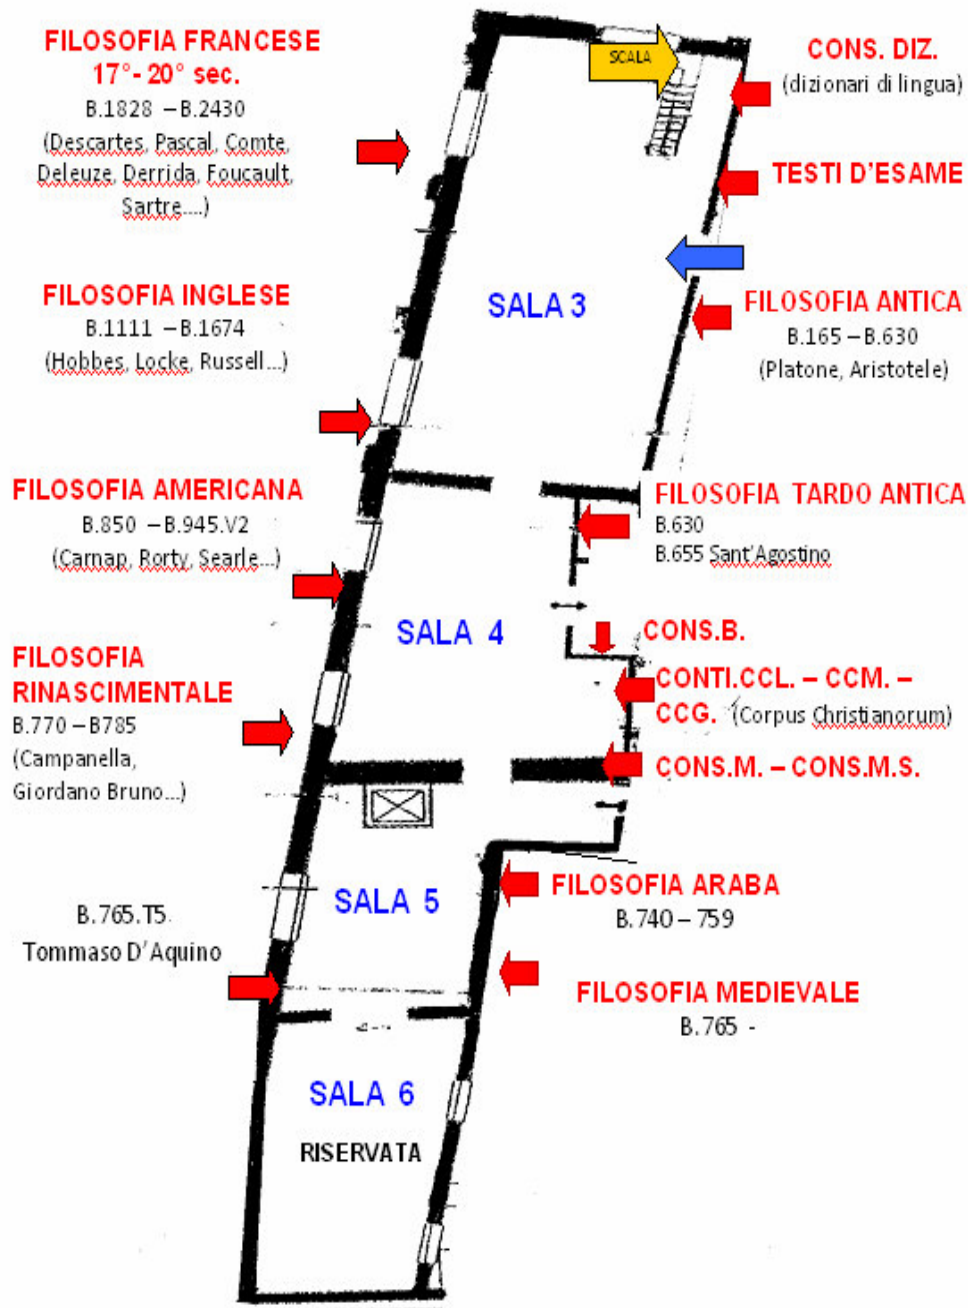 FILOSOFIA FRANCESE
17°- 20° sec.
B.1828 – B.2430
(Descartes, Pascal, Comte,
Deleuze, Derrida, Foucault,
Sartre....)
SCALA
CONS. DIZ.
(dizionari di lingua)
TESTI D'ESAME
FILOSOFIA INGLESE
B.1111 – B.1674
(Hobbes, Locke, Russell...)
SALA 3
FILOSOFIA ANTICA
B.165 – B.630
(Platone, Aristotele)
FILOSOFIA AMERICANA
B.850 – B.945.V2
(Carnap, Rorty, Searle...)
FILOSOFIA TARDO ANTICA
B.630
B.655 Sant'Agostino
SALA 4
CONS.B.
FILOSOFIA
RINASCIMENTALE
B.770 – B785
(Campanella,
Giordano Bruno...)
CONTI.CCL. – CCM. –
CCG. (Corpus Christianorum)
CONS.M. – CONS.M.S.
SALA 5
FILOSOFIA ARABA
B.740 – 759
B.765.T5
Tommaso D'Aquino
FILOSOFIA MEDIEVALE
B.765 -
SALA 6
RISERVATA